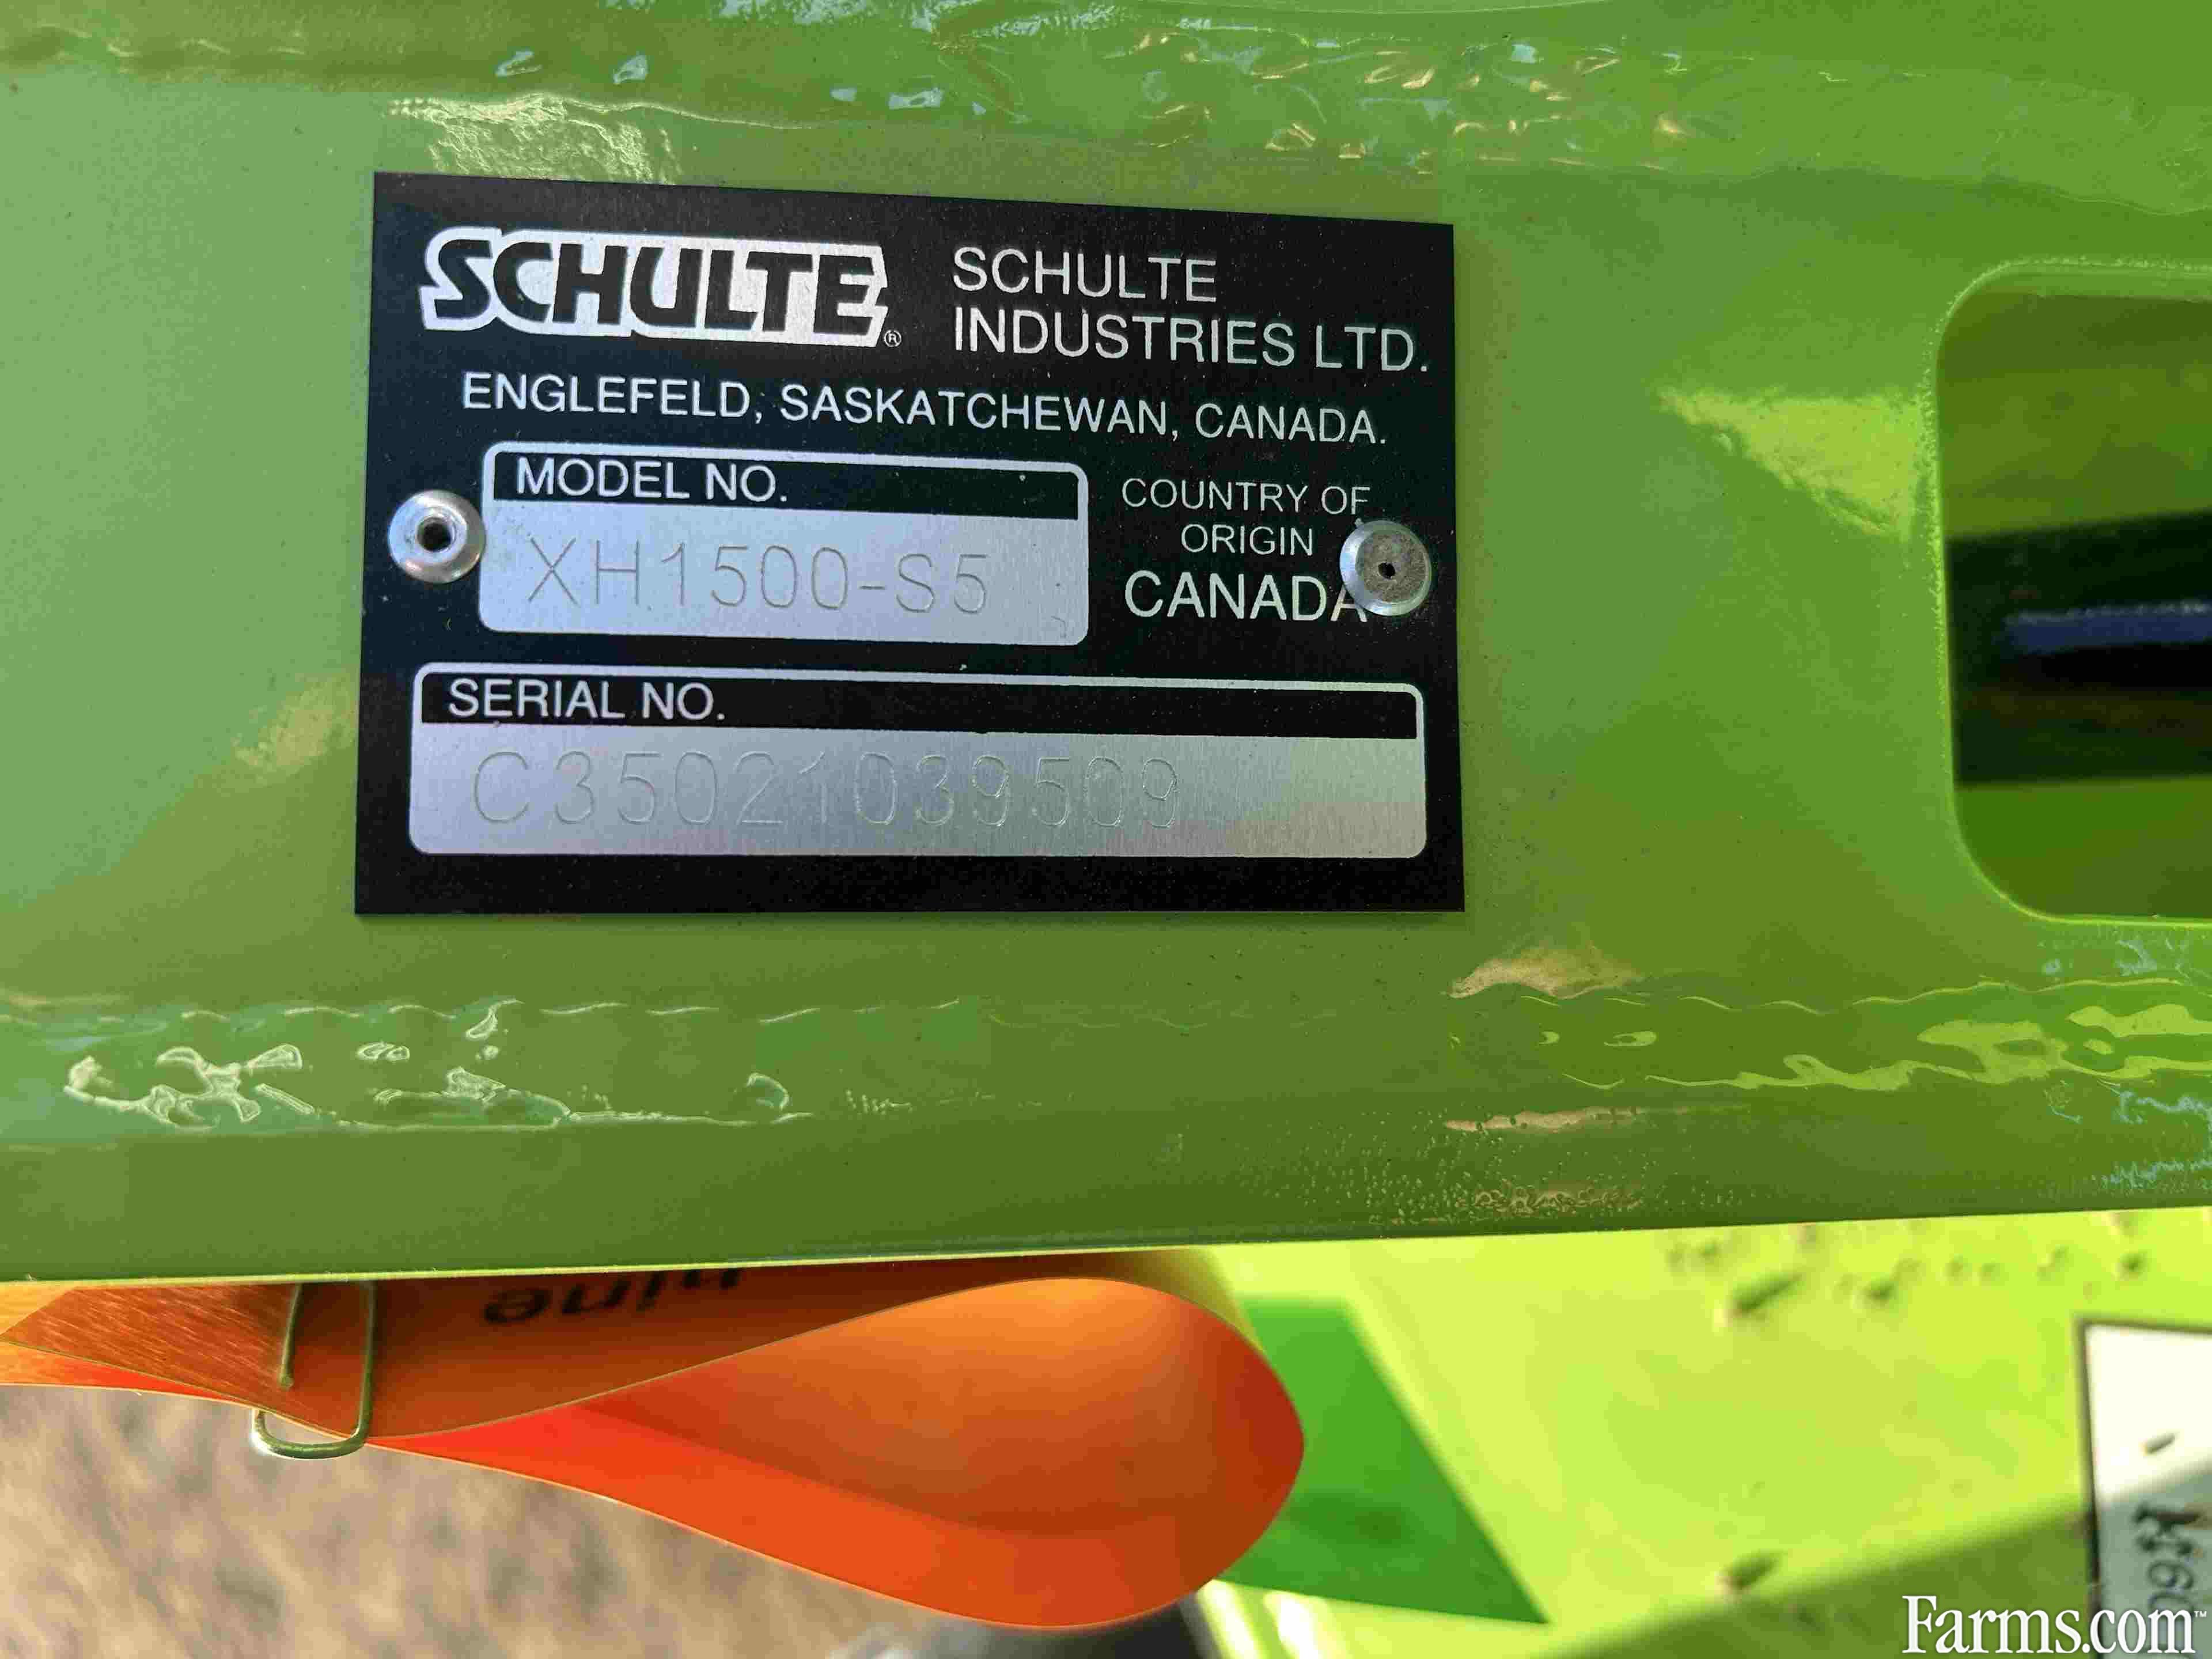 SCHULTE®
SCHULTE
INDUSTRIES LTD.
ENGLEFELD, SASKATCHEWAN, CANADA.
MODEL NO.
XH1500-S5
COUNTRY OF
ORIGIN
CANADA
SERIAL NO.
C35021039509
Farms.com™